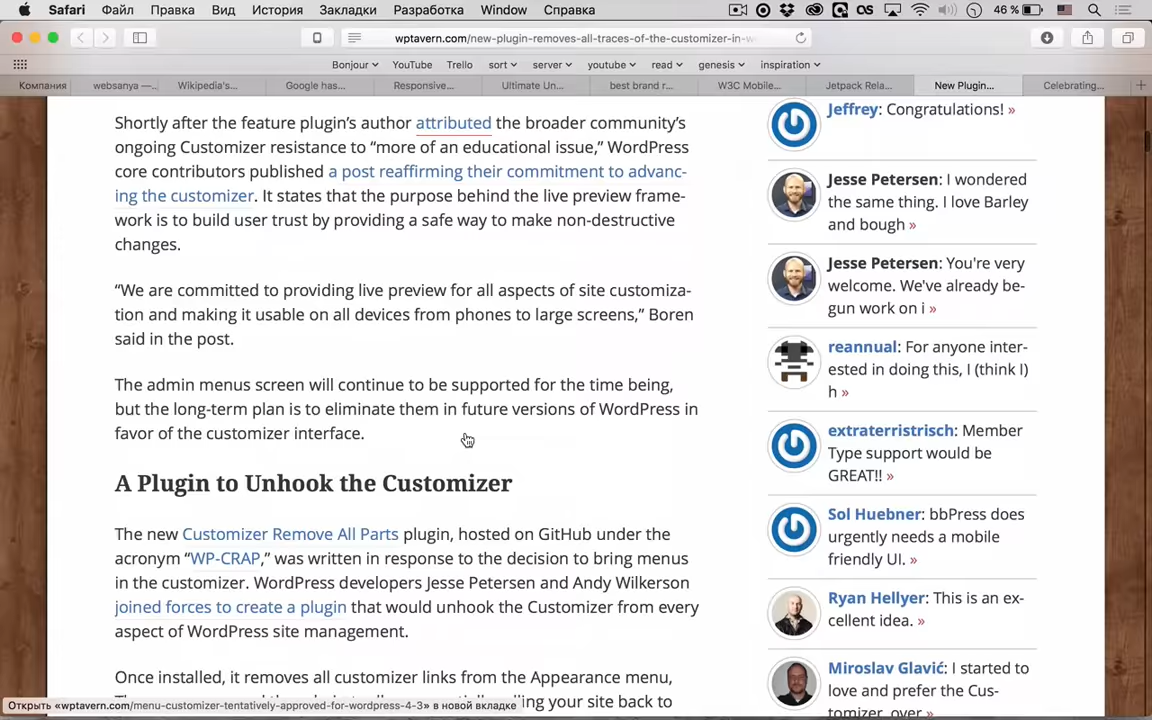 Safari Файл Правка Вид История Закладки Разработка Window Справка 46 %
wptavern.com/new-plugin-removes-all-traces-of-the-customizer-in-w
Bonjour YouTube Trello sort server youtube read genesis inspiration
Компания websanya —... Wikipedia's... Google has... Responsive... Ultimate Un... best brand r... W3C Mobile... Jetpack Rela... New Plugin... Celebrating...
Shortly after the feature plugin’s author attributed the broader community’s
ongoing Customizer resistance to “more of an educational issue,” WordPress
core contributors published a post reaffirming their commitment to advanc-
ing the customizer. It states that the purpose behind the live preview frame-
work is to build user trust by providing a safe way to make non-destructive
changes.
“We are committed to providing live preview for all aspects of site customiza-
tion and making it usable on all devices from phones to large screens,” Boren
said in the post.
The admin menus screen will continue to be supported for the time being,
but the long-term plan is to eliminate them in future versions of WordPress in
favor of the customizer interface.
A Plugin to Unhook the Customizer
The new Customizer Remove All Parts plugin, hosted on GitHub under the
acronym “WP-CRAP,” was written in response to the decision to bring menus
in the customizer. WordPress developers Jesse Petersen and Andy Wilkerson
joined forces to create a plugin that would unhook the Customizer from every
aspect of WordPress site management.
Once installed, it removes all customizer links from the Appearance menu,
your site back to
Jeffrey: Congratulations! »
Jesse Petersen: I wondered
the same thing. I love Barley
and bough »
Jesse Petersen: You're very
welcome. We've already be-
gun work on i »
reannual: For anyone inter-
ested in doing this, I (think I)
h »
extraterristrisch: Member
Type support would be
GREAT!! »
Sol Huebner: bbPress does
urgently needs a mobile
friendly UI. »
Ryan Hellyer: This is an ex-
cellent idea. »
Miroslav Glavić: I started to
love and prefer the Cus-
tomizer, over »
Открыть «wptavern.com/menu-customizer-tentatively-approved-for-wordpress-4-3» в новой вкладке